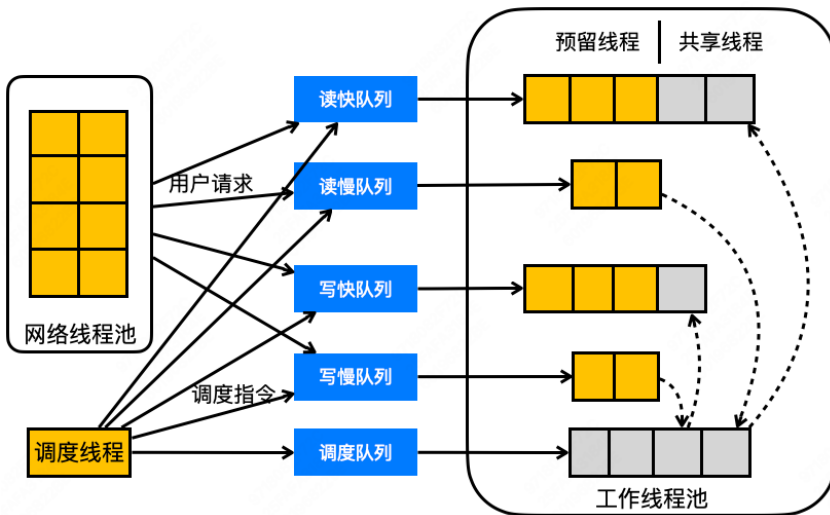 预留线程
共享线程
读快队列
用户请求
读慢队列
写快队列
网络线程池
调度指令
写慢队列
调度线程
调度队列
工作线程池